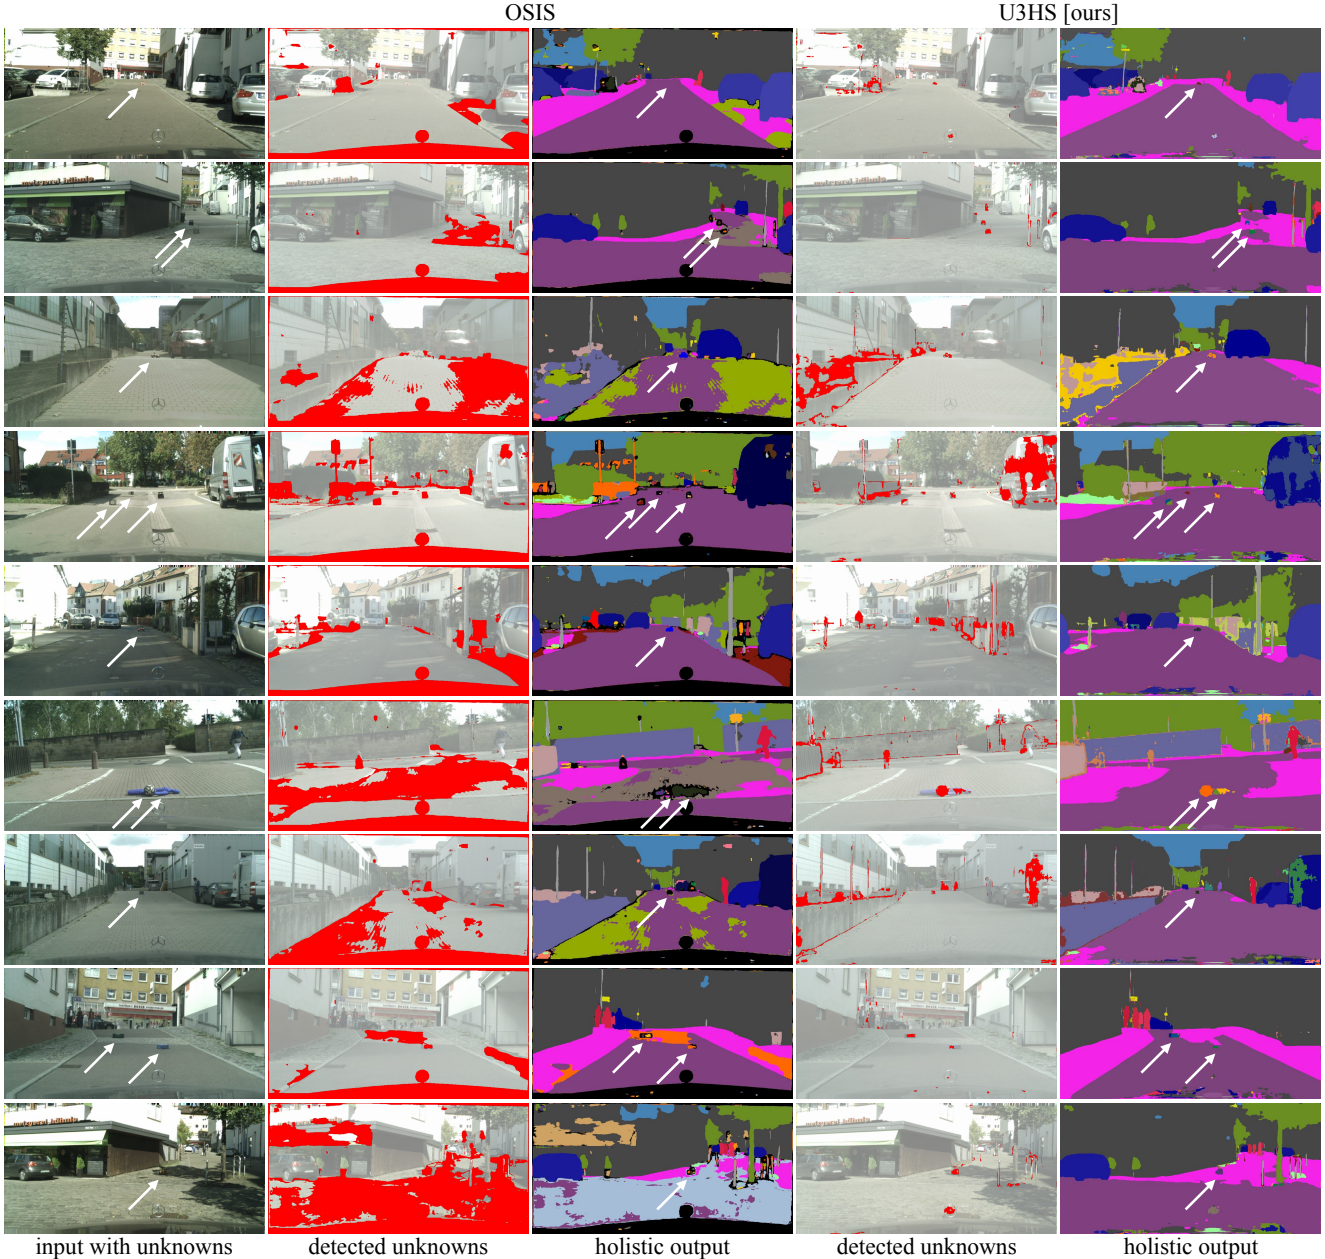 OSIS U3HS [ours]
input with unknowns detected unknowns holistic output detected unknowns holistic output